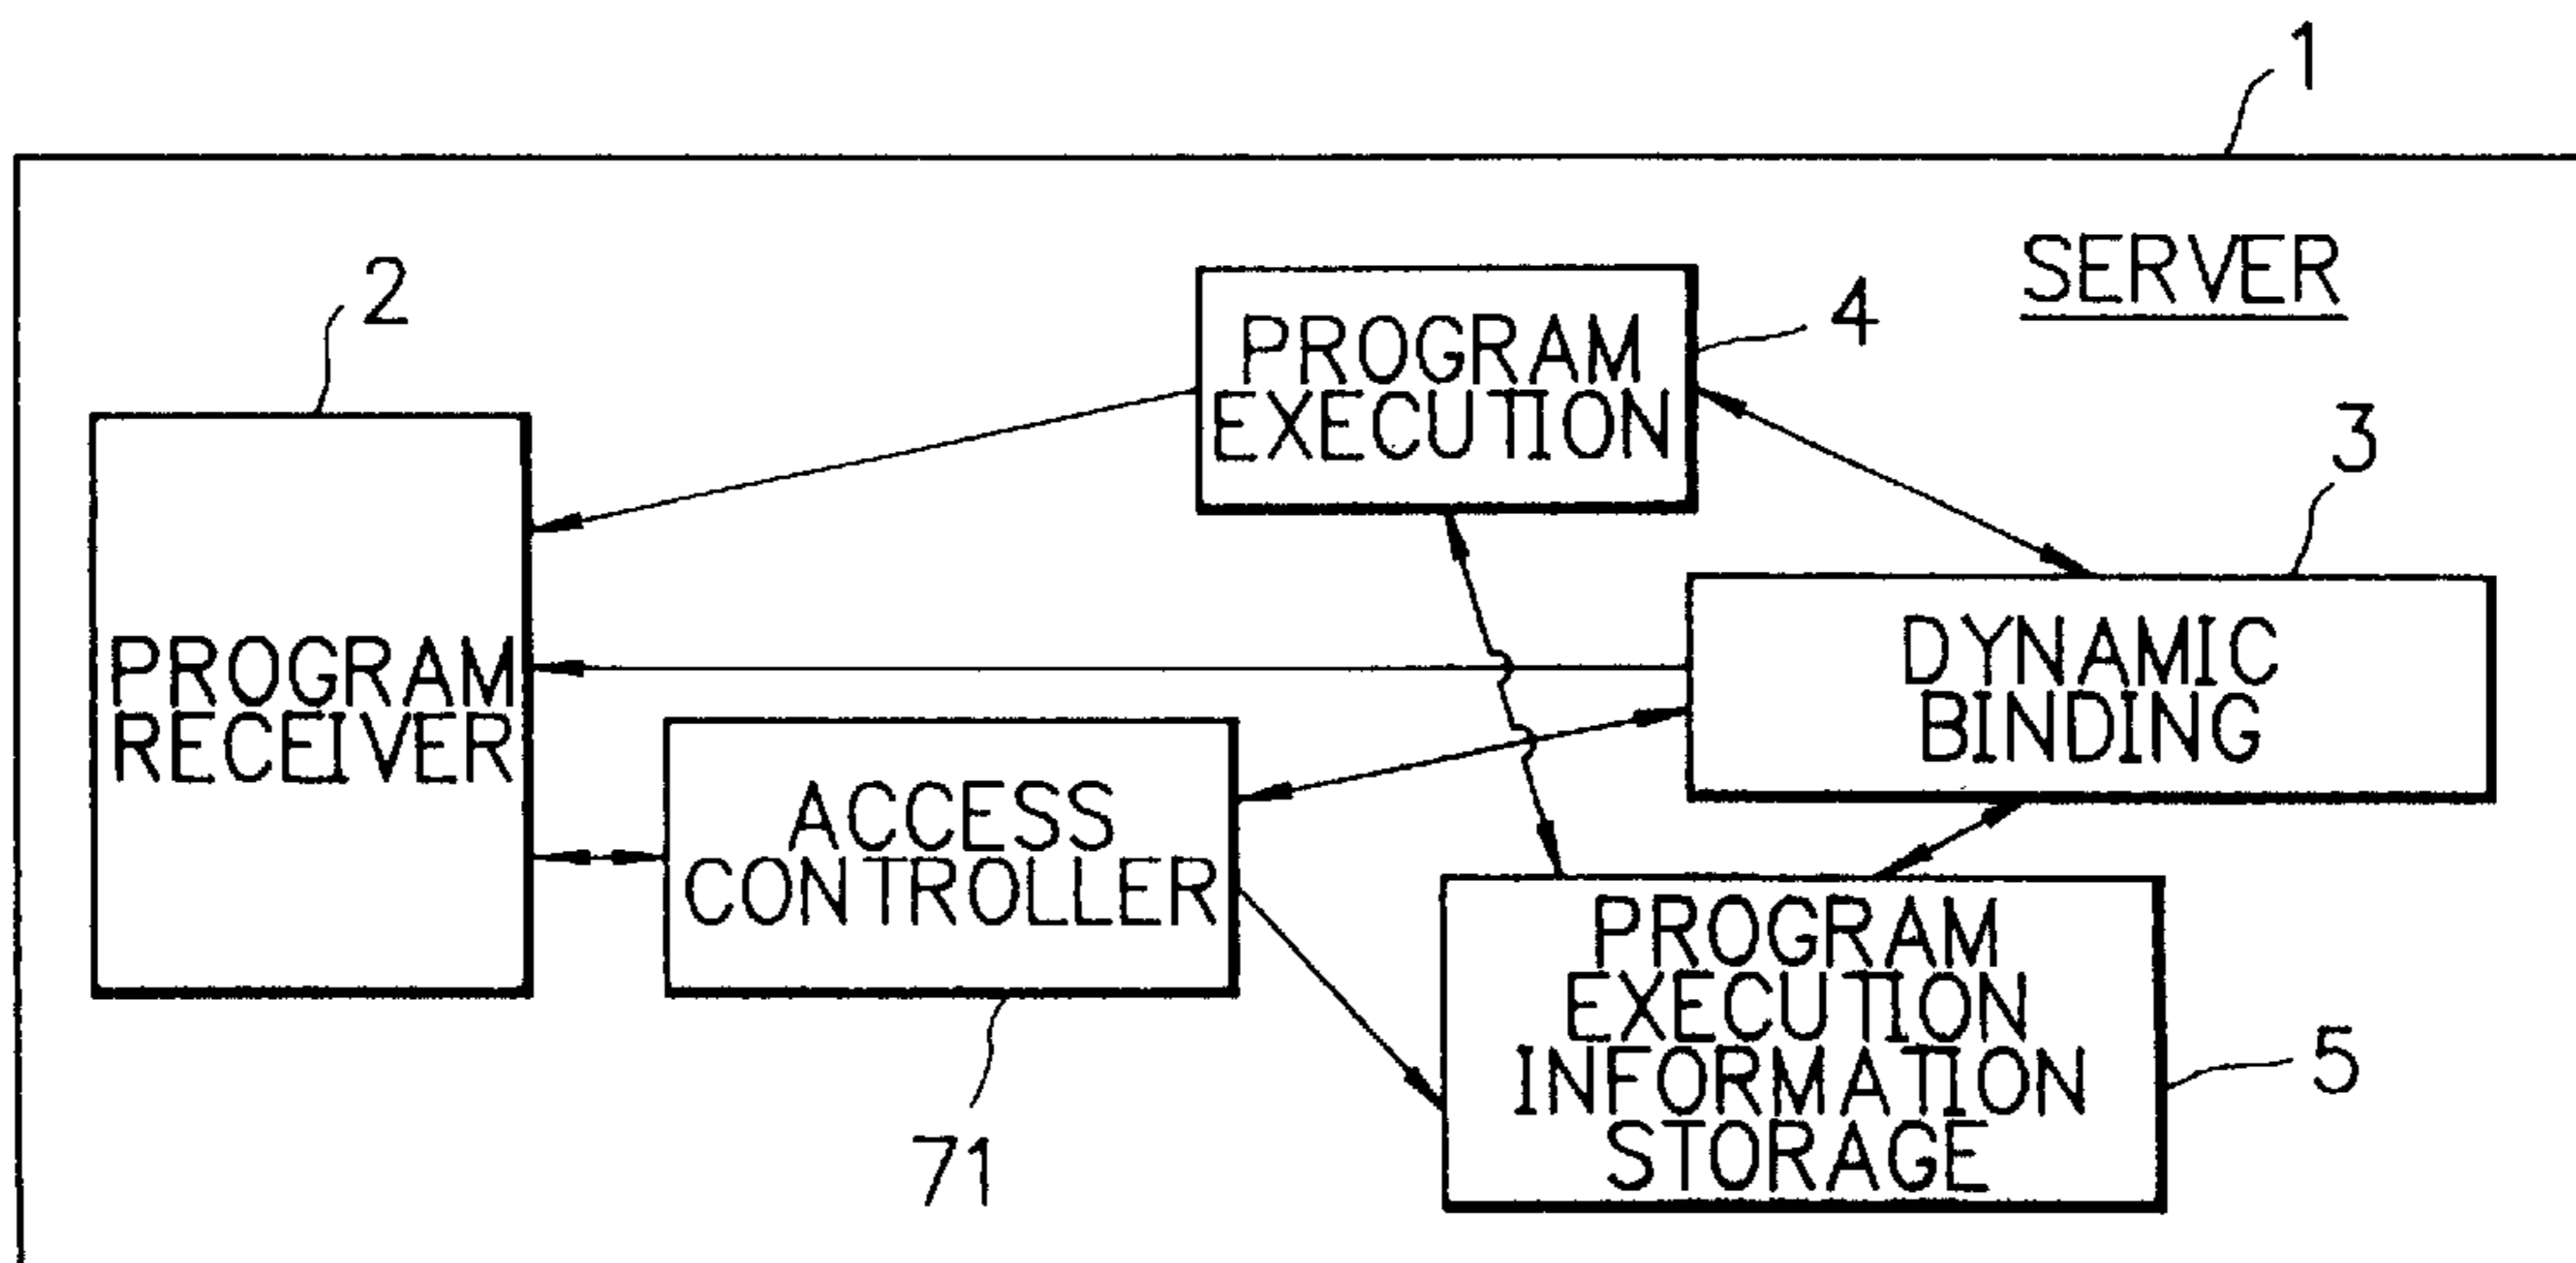 1
SERVER
2
PROGRAM
EXECUTION
4
3
PROGRAM
RECEIVER
DYNAMIC
BINDING
ACCESS
CONTROLLER
71
PROGRAM
EXECUTION
INFORMATION
STORAGE
5